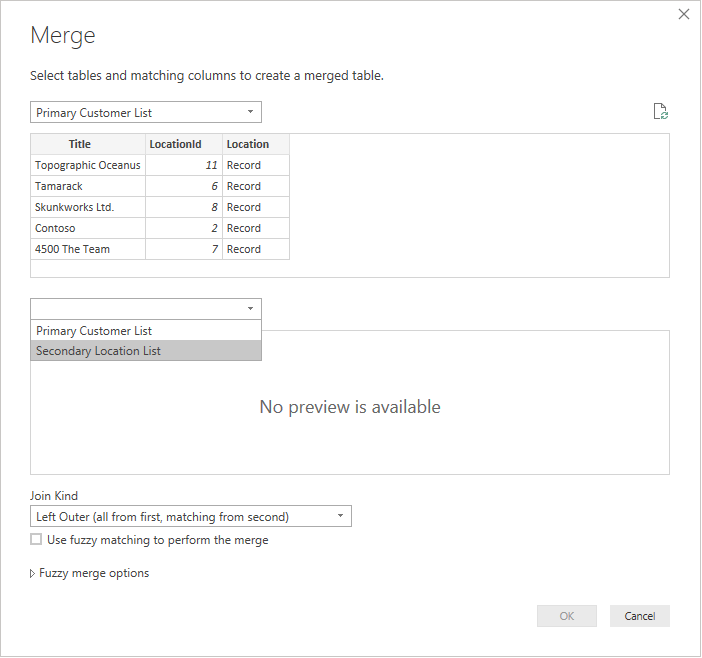 Merge
Select tables and matching columns to create a merged table.
Primary Customer List
Title LocationId Location
Topographic Oceanus 11 Record
Tamarack 6 Record
Skunkworks Ltd. 8 Record
Contoso 2 Record
4500 The Team 7 Record
Primary Customer List
Secondary Location List
No preview is available
Join Kind
Left Outer (all from first, matching from second)
Use fuzzy matching to perform the merge
Fuzzy merge options
OK Cancel